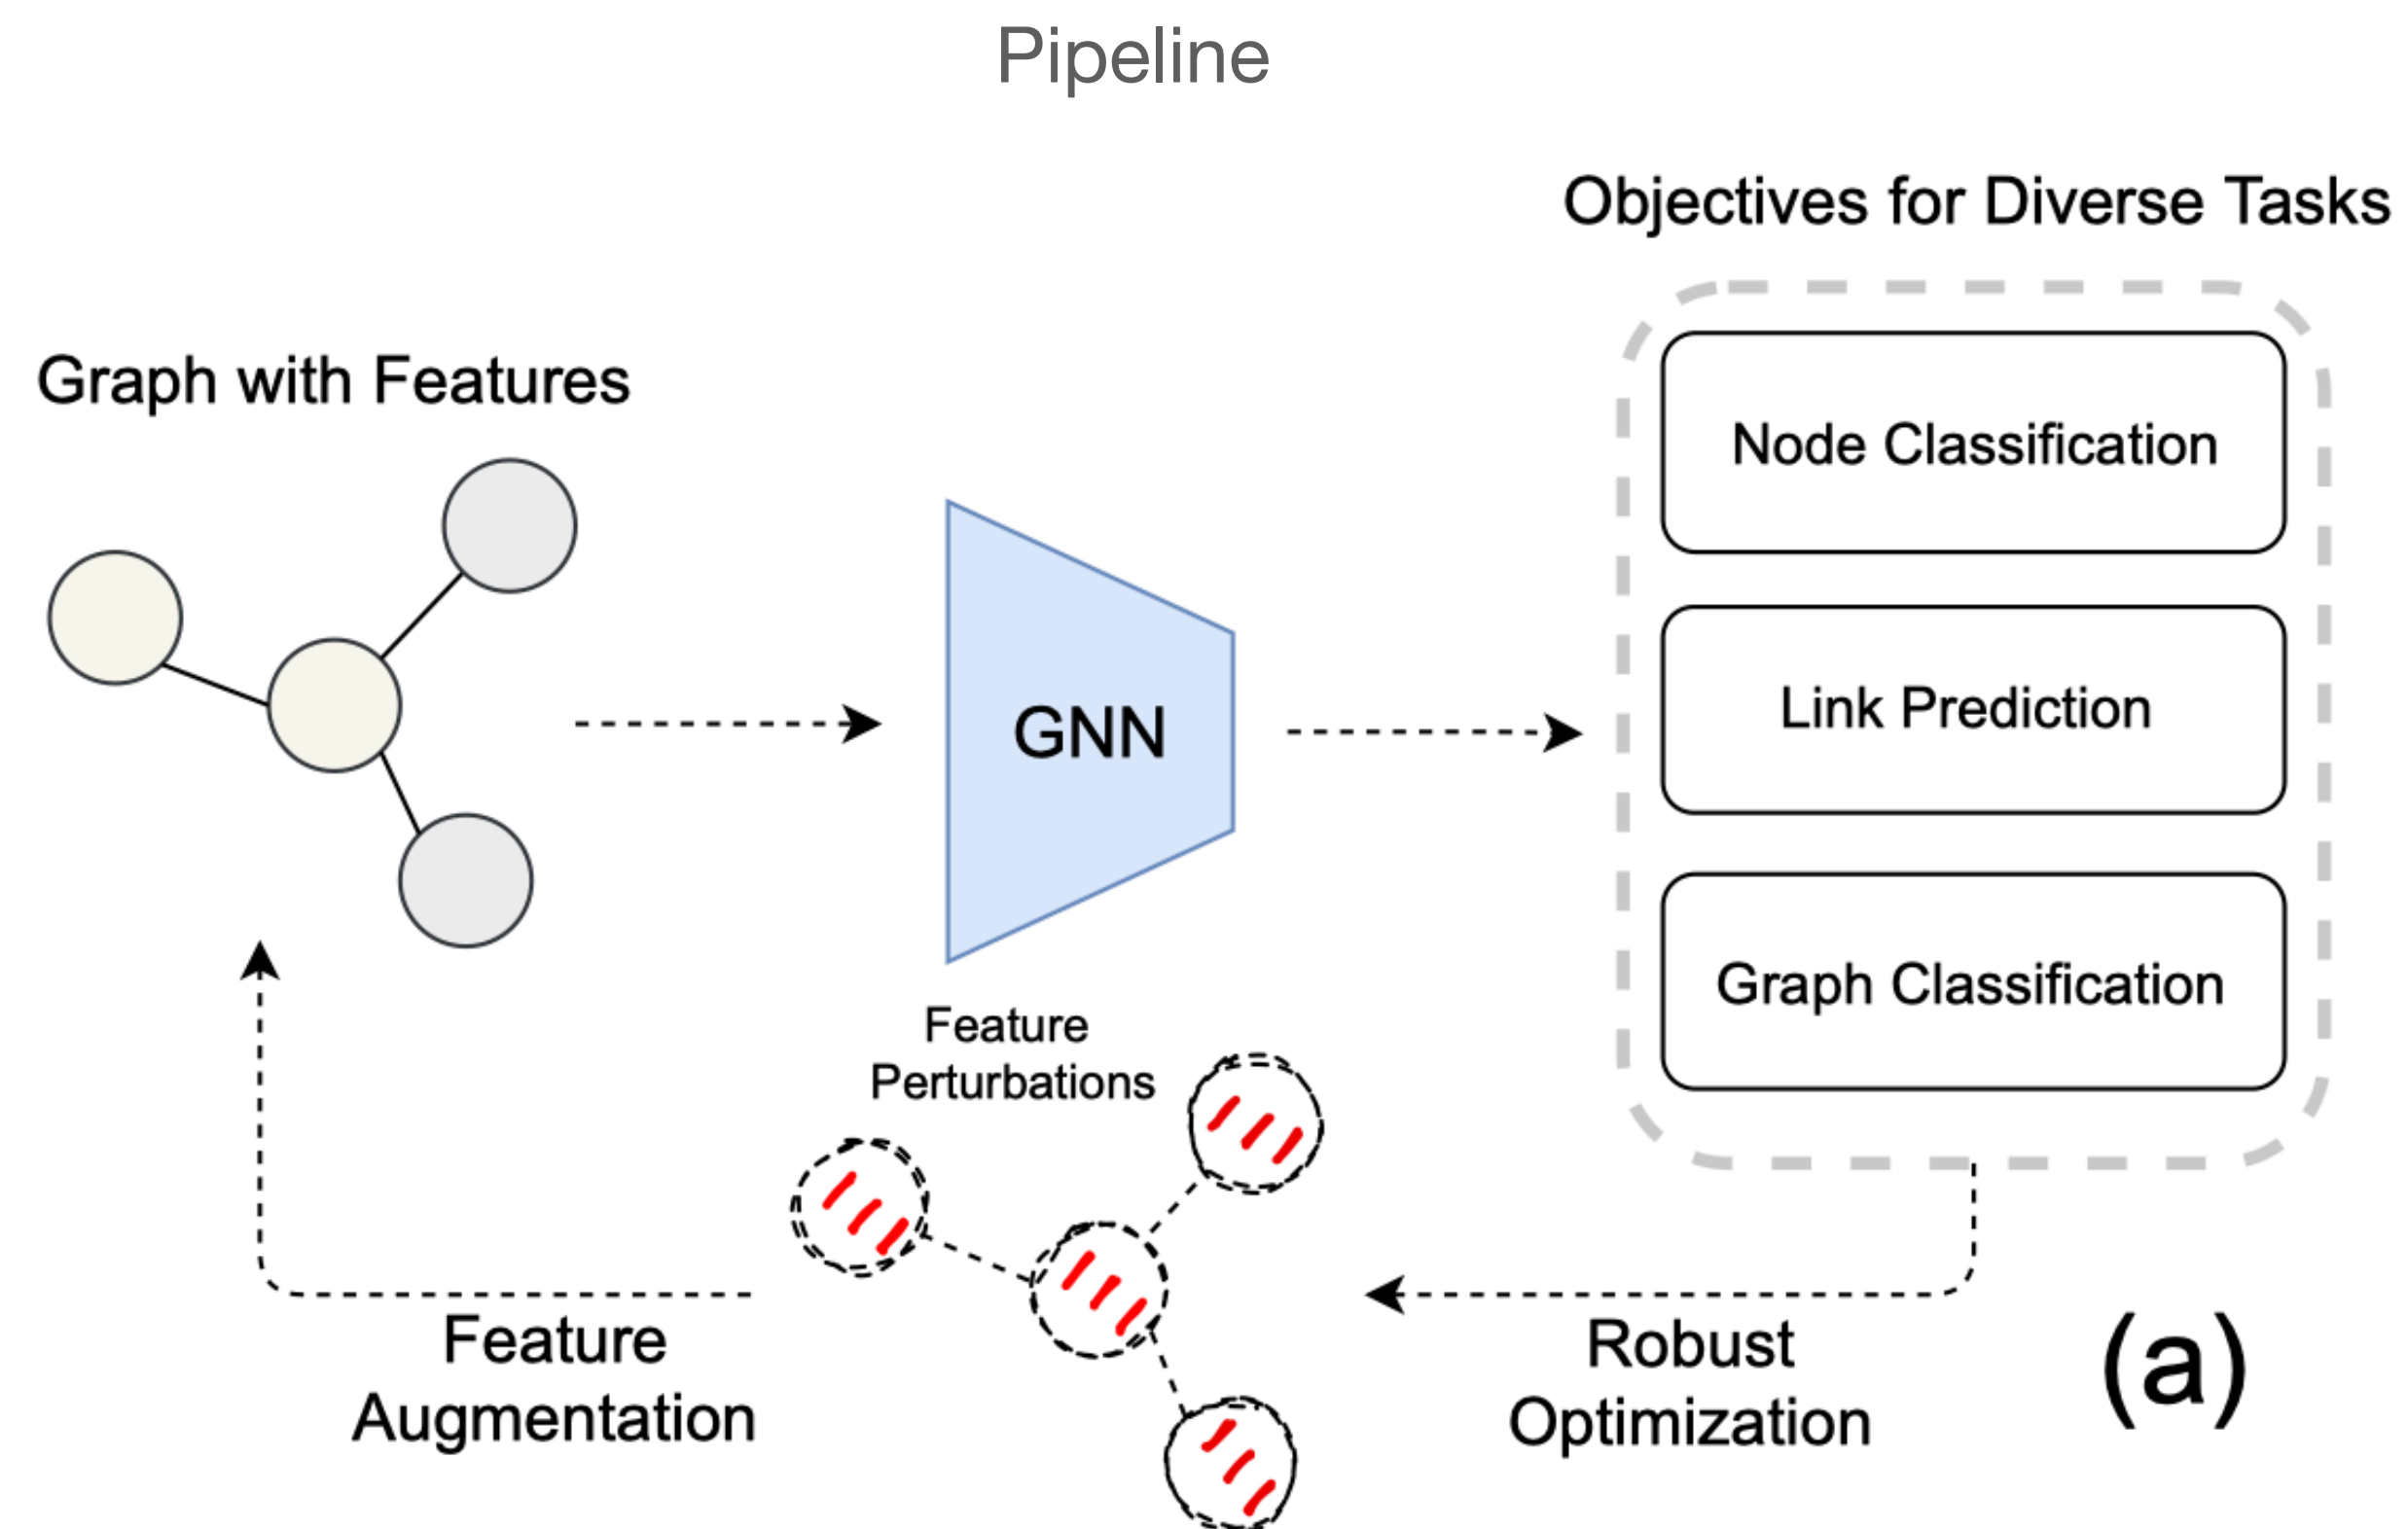 Pipeline
Objectives for Diverse Tasks
Graph with Features
Node Classification
Link Prediction
Graph Classification
GNN
Feature
Perturbations
Feature
Augmentation
Robust
Optimization
(a)